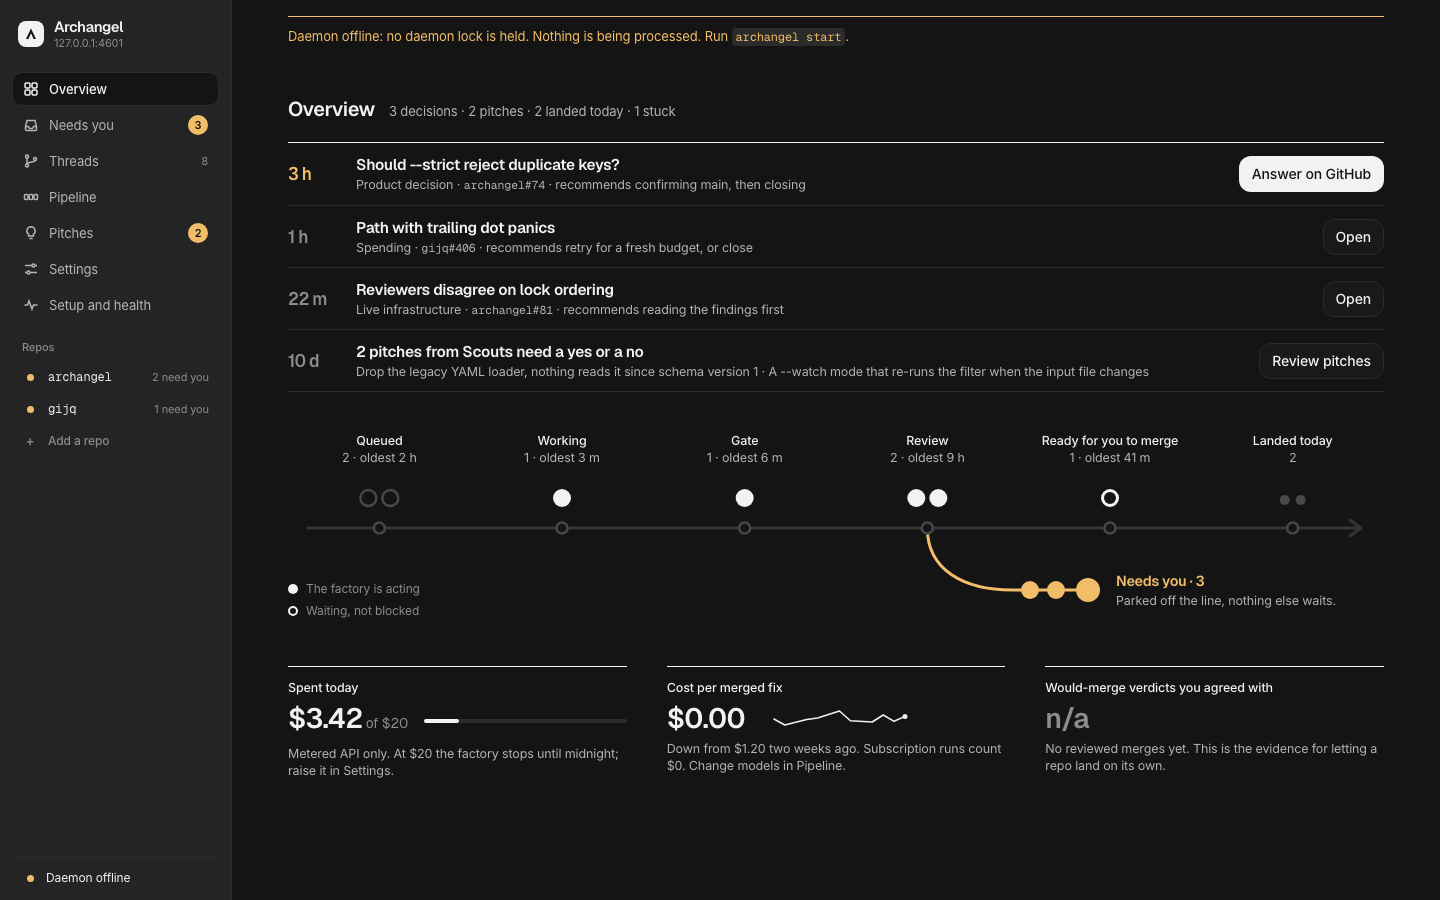 Archangel
127.0.0.1:4601
Overview
Needs you 3
Threads 8
Pipeline
Pitches 2
Settings
Setup and health
Repos
archangel 2 need you
gijq 1 need you
+ Add a repo
Daemon offline
Daemon offline: no daemon lock is held. Nothing is being processed. Run archangel start.
Overview 3 decisions · 2 pitches · 2 landed today · 1 stuck
3 h Should --strict reject duplicate keys?
Product decision · archangel#74 · recommends confirming main, then closing
Answer on GitHub
1 h Path with trailing dot panics
Spending · gijq#406 · recommends retry for a fresh budget, or close
Open
22 m Reviewers disagree on lock ordering
Live infrastructure · archangel#81 · recommends reading the findings first
Open
10 d 2 pitches from Scouts need a yes or a no
Drop the legacy YAML loader, nothing reads it since schema version 1 · A --watch mode that re-runs the filter when the input file changes
Review pitches
Queued
2 · oldest 2 h
Working
1 · oldest 3 m
Gate
1 · oldest 6 m
Review
2 · oldest 9 h
Ready for you to merge
1 · oldest 41 m
Landed today
2
The factory is acting
Waiting, not blocked
Needs you · 3
Parked off the line, nothing else waits.
Spent today
$3.42 of $20
Metered API only. At $20 the factory stops until midnight;
raise it in Settings.
Cost per merged fix
$0.00
Down from $1.20 two weeks ago. Subscription runs count
$0. Change models in Pipeline.
Would-merge verdicts you agreed with
n/a
No reviewed merges yet. This is the evidence for letting a
repo land on its own.